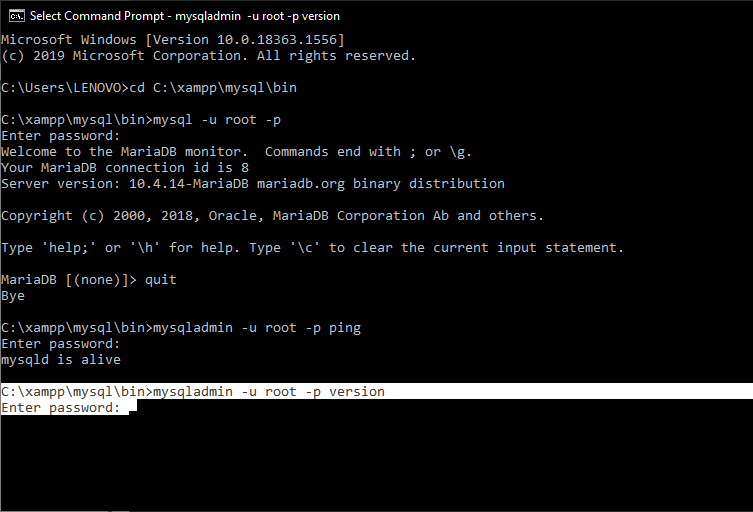 Select Command Prompt - mysqladmin -u root -p version
Microsoft Windows [Version 10.0.18363.1556]
(c) 2019 Microsoft Corporation. All rights reserved.
C:\Users\LENOVO>cd C:\xampp\mysql\bin
C:\xampp\mysql\bin>mysql -u root -p
Enter password:
Welcome to the MariaDB monitor.  Commands end with ; or \g.
Your MariaDB connection id is 8
Server version: 10.4.14-MariaDB mariadb.org binary distribution
Copyright (c) 2000, 2018, Oracle, MariaDB Corporation Ab and others.
Type 'help;' or '\h' for help. Type '\c' to clear the current input statement.
MariaDB [(none)]> quit
Bye
C:\xampp\mysql\bin>mysqladmin -u root -p ping
Enter password:
mysqld is alive
C:\xampp\mysql\bin>mysqladmin -u root -p version
Enter password: